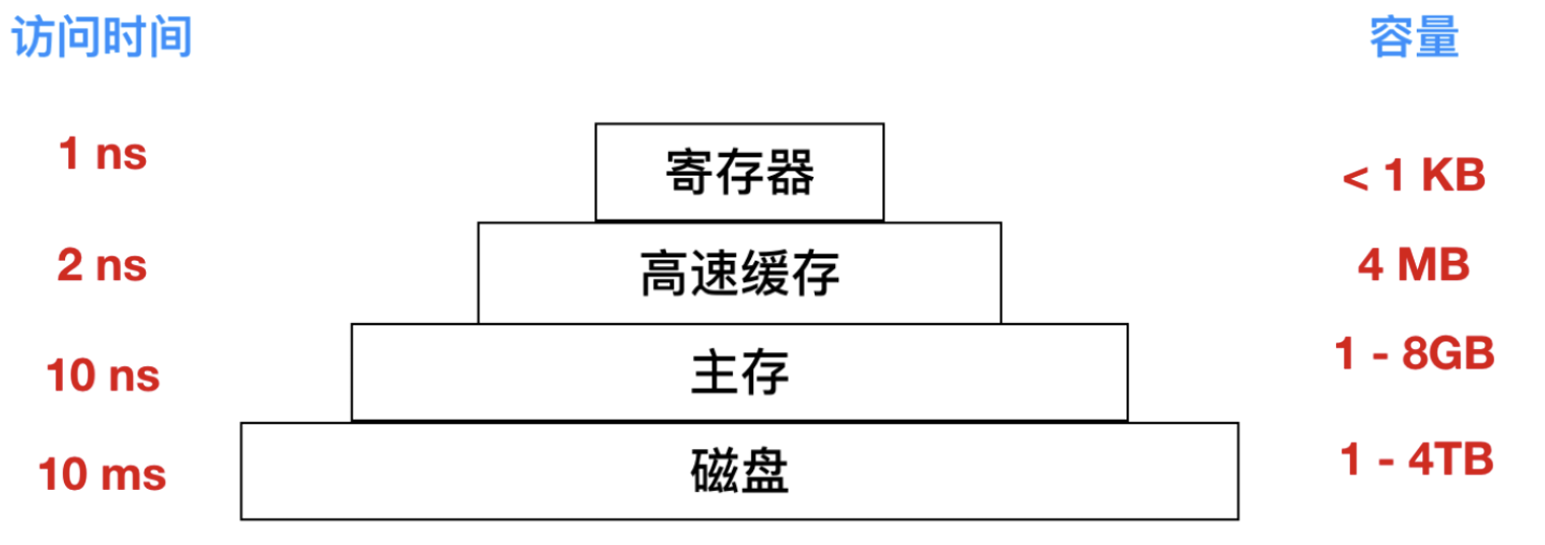 访问时间 容量
1 ns 寄存器 < 1 KB
2 ns 高速缓存 4 MB
10 ns 主存 1 - 8GB
10 ms 磁盘 1 - 4TB